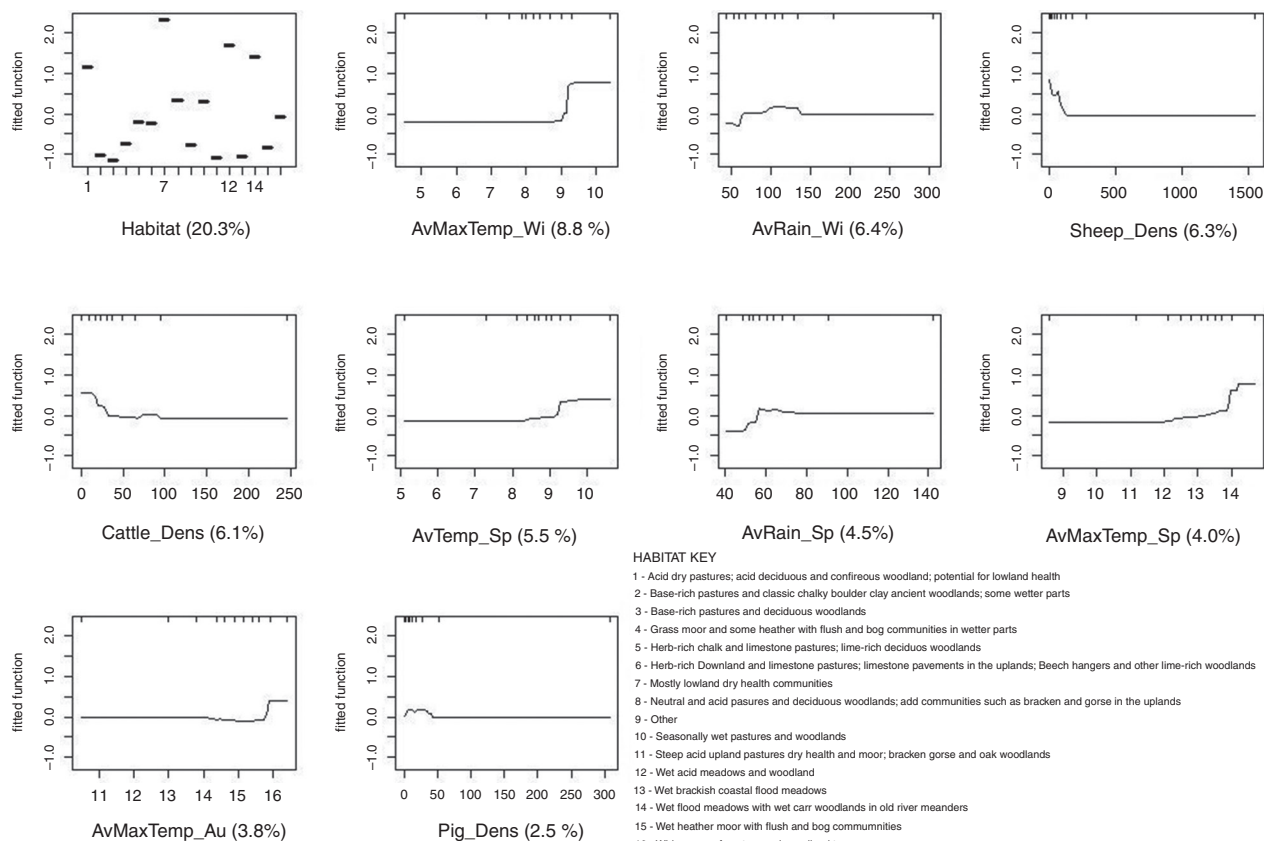 fitted function
2.0
1.0
0.0
−1.0
1 7 12 14
Habitat (20.3%)
fitted function
2.0
1.0
0.0
−1.0
5 6 7 8 9 10
AvMaxTemp_Wi (8.8 %)
fitted function
2.0
1.0
0.0
−1.0
50 100 150 200 250 300
AvRain_Wi (6.4%)
fitted function
2.0
1.0
0.0
−1.0
0 500 1000 1500
Sheep_Dens (6.3%)
fitted function
2.0
1.0
0.0
−1.0
0 50 100 150 200 250
Cattle_Dens (6.1%)
fitted function
2.0
1.0
0.0
−1.0
5 6 7 8 9 10
AvTemp_Sp (5.5 %)
fitted function
2.0
1.0
0.0
−1.0
40 60 80 100 120 140
AvRain_Sp (4.5%)
fitted function
2.0
1.0
0.0
−1.0
9 10 11 12 13 14
AvMaxTemp_Sp (4.0%)
fitted function
2.0
1.0
0.0
−1.0
11 12 13 14 15 16
AvMaxTemp_Au (3.8%)
fitted function
2.0
1.0
0.0
−1.0
0 50 100 200 300
Pig_Dens (2.5 %)
HABITAT KEY
1 - Acid dry pastures; acid deciduous and confireous woodland; potential for lowland health
2 - Base-rich pastures and classic chalky boulder clay ancient woodlands; some wetter parts
3 - Base-rich pastures and deciduous woodlands
4 - Grass moor and some heather with flush and bog communities in wetter parts
5 - Herb-rich chalk and limestone pastures; lime-rich deciduos woodlands
6 - Herb-rich Downland and limestone pastures; limestone pavements in the uplands; Beech hangers and other lime-rich woodlands
7 - Mostly lowland dry health communities
8 - Neutral and acid pasures and deciduous woodlands; add communities such as bracken and gorse in the uplands
9 - Other
10 - Seasonally wet pastures and woodlands
11 - Steep acid upland pastures dry health and moor; bracken gorse and oak woodlands
12 - Wet acid meadows and woodland
13 - Wet brackish coastal flood meadows
14 - Wet flood meadows with wet carr woodlands in old river meanders
15 - Wet heather moor with flush and bog commumnities